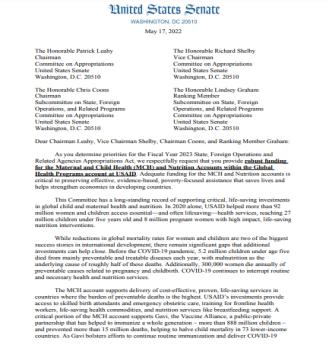 United States Senate
WASHINGTON, DC 20510
May 17, 2022
The Honorable Patrick Leahy
Chairman
Committee on Appropriations
United States Senate
Washington, D.C. 20510
The Honorable Richard Shelby
Vice Chairman
Committee on Appropriations
United States Senate
Washington, D.C. 20510
The Honorable Chris Coons
Chairman
Subcommittee on State, Foreign
Operations, and Related Programs
Committee on Appropriations
United States Senate
Washington, D.C. 20510
The Honorable Lindsey Graham
Ranking Member
Subcommittee on State, Foreign
Operations, and Related Programs
Committee on Appropriations
United States Senate
Washington, D.C. 20510
Dear Chairman Leahy, Vice Chairman Shelby, Chairman Coons, and Ranking Member Graham:
As you determine priorities for the Fiscal Year 2023 State, Foreign Operations and
Related Agencies Appropriations Act, we respectfully request that you provide robust funding
for the Maternal and Child Health (MCH) and Nutrition Accounts within the Global
Health Programs account at USAID. Adequate funding for the MCH and Nutrition accounts is
critical to preserving effective, evidence-based, poverty-focused assistance that saves lives and
helps strengthen economies in developing countries.
This Committee has a long-standing record of supporting critical, life-saving investments
in global child and maternal health and nutrition. In 2020 alone, USAID helped more than 92
million women and children access essential—and often lifesaving—health services, reaching 27
million children under five years old and 8 million pregnant women with high impact, life-saving
nutrition interventions.
While reductions in global mortality rates for women and children are two of the biggest
success stories in international development, there remain significant gaps that additional
investments can help close. Before the COVID-19 pandemic, 5.2 million children under age five
died from mainly preventable and treatable diseases each year, with malnutrition as the
underlying cause of roughly half of these deaths. Additionally, 300,000 women die annually of
preventable causes related to pregnancy and childbirth. COVID-19 continues to interrupt routine
and necessary health and nutrition services.
The MCH account supports delivery of cost-effective, proven, life-saving services in
countries where the burden of preventable deaths is the highest. USAID's investments provide
access to skilled birth attendants and emergency obstetric care, training for frontline health
workers, life-saving health commodities, and nutrition services like breastfeeding support. A
critical portion of the MCH account supports Gavi, the Vaccine Alliance, a public-private
partnership that has helped to immunize a whole generation – more than 888 million children –
and prevented more than 15 million deaths, helping to halve child mortality in 73 lower-income
countries. As Gavi bolsters efforts to continue routine immunization and deliver COVID-19